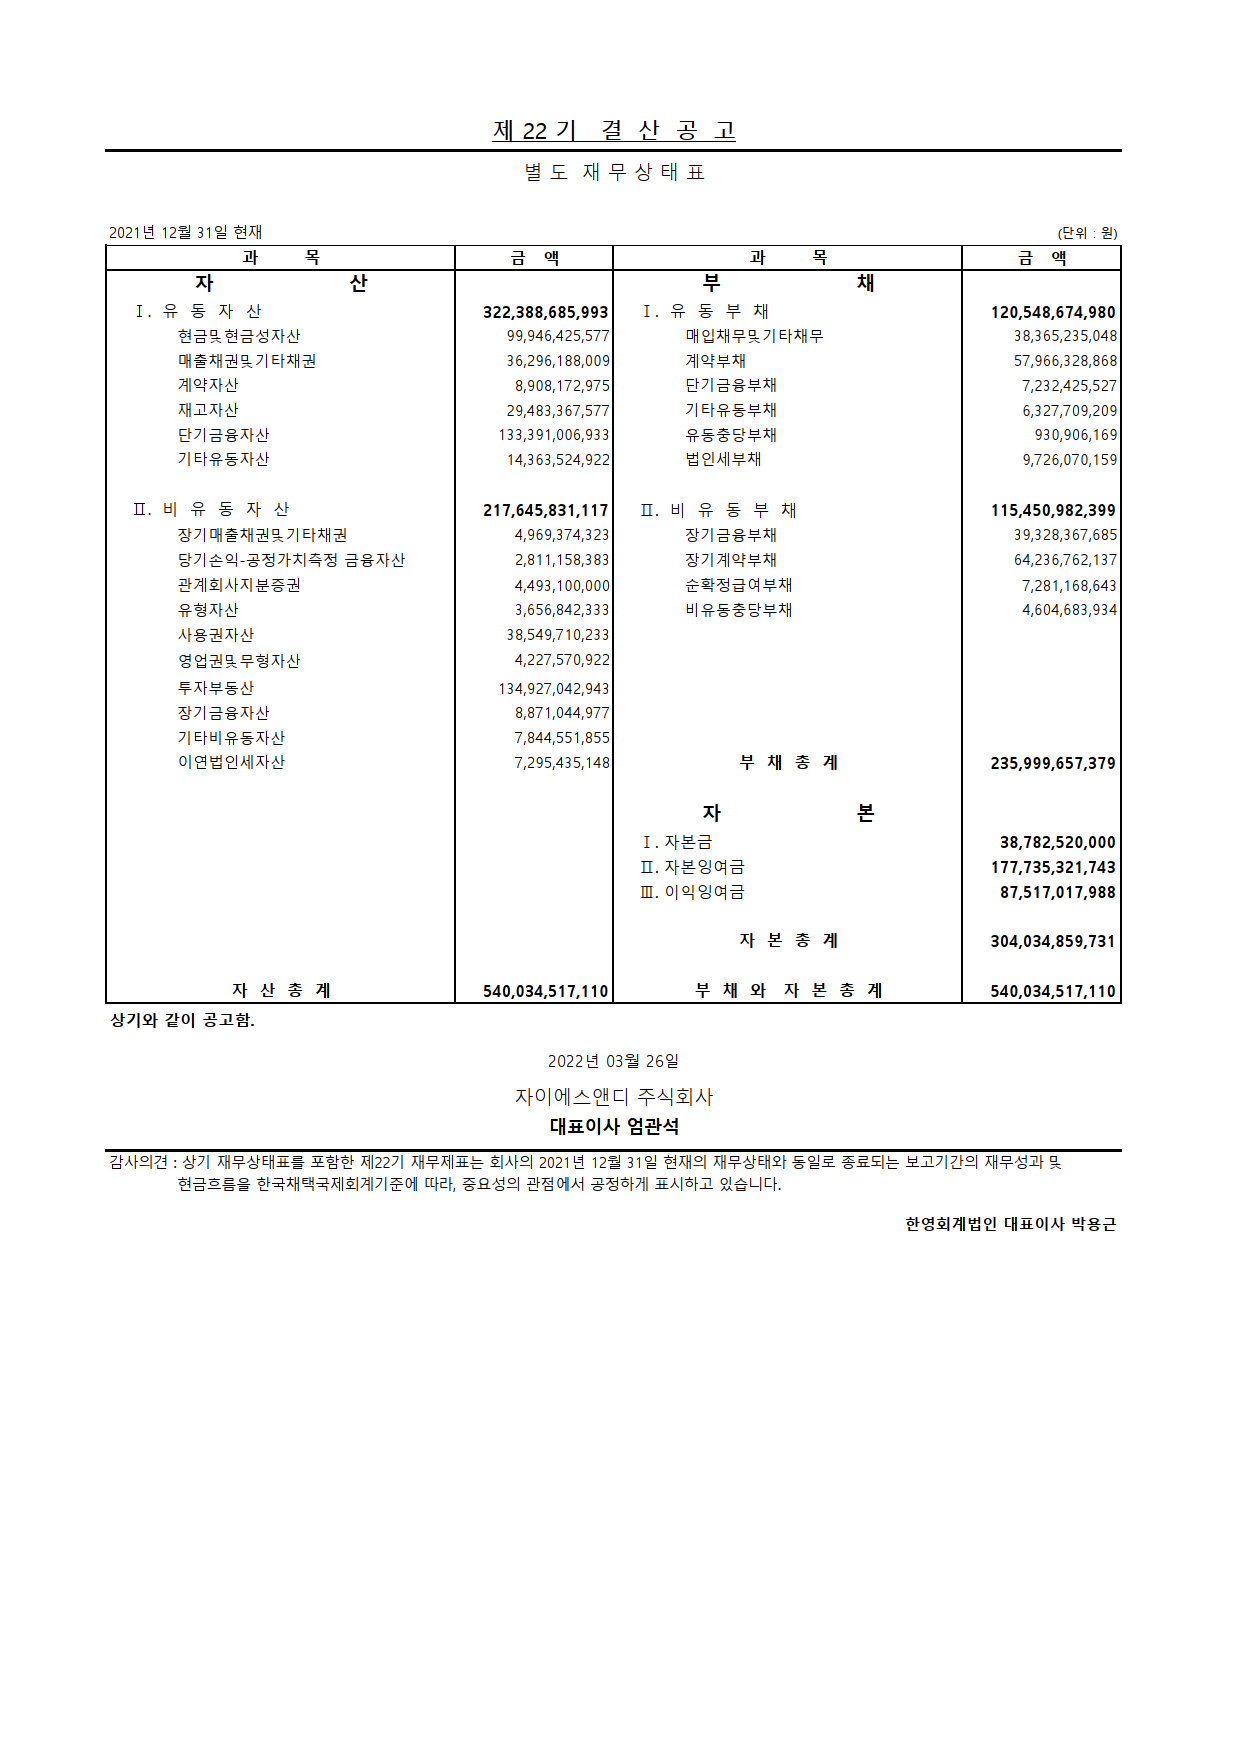 제 22 기 결 산 공 고
별 도 재 무 상 태 표
2021년 12월 31일 현재 (단위 : 원)
과 목 금 액 과 목 금 액
자 산 부 채
Ⅰ. 유 동 자 산 322,388,685,993 Ⅰ. 유 동 부 채 120,548,674,980
현금및현금성자산 99,946,425,577 매입채무및기타채무 38,365,235,048
매출채권및기타채권 36,296,188,009 계약부채 57,966,328,868
계약자산 8,908,172,975 단기금융부채 7,232,425,527
재고자산 29,483,367,577 기타유동부채 6,327,709,209
단기금융자산 133,391,006,933 유동충당부채 930,906,169
기타유동자산 14,363,524,922 법인세부채 9,726,070,159
Ⅱ. 비 유 동 자 산 217,645,831,117 Ⅱ. 비 유 동 부 채 115,450,982,399
장기매출채권및기타채권 4,969,374,323 장기금융부채 39,328,367,685
당기손익-공정가치측정 금융자산 2,811,158,383 장기계약부채 64,236,762,137
관계회사지분증권 4,493,100,000 순확정급여부채 7,281,168,643
유형자산 3,656,842,333 비유동충당부채 4,604,683,934
사용권자산 38,549,710,233
영업권및무형자산 4,227,570,922
투자부동산 134,927,042,943
장기금융자산 8,871,044,977
기타비유동자산 7,844,551,855
이연법인세자산 7,295,435,148 부 채 총 계 235,999,657,379
자 본
Ⅰ. 자본금 38,782,520,000
Ⅱ. 자본잉여금 177,735,321,743
Ⅲ. 이익잉여금 87,517,017,988
자 본 총 계 304,034,859,731
자 산 총 계 540,034,517,110 부 채 와 자 본 총 계 540,034,517,110
상기와 같이 공고함.
2022년 03월 26일
자이에스앤디 주식회사
대표이사 엄관석
감사의견 : 상기 재무상태표를 포함한 제22기 재무제표는 회사의 2021년 12월 31일 현재의 재무상태와 동일로 종료되는 보고기간의 재무성과 및
현금흐름을 한국채택국제회계기준에 따라, 중요성의 관점에서 공정하게 표시하고 있습니다.
한영회계법인 대표이사 박용근